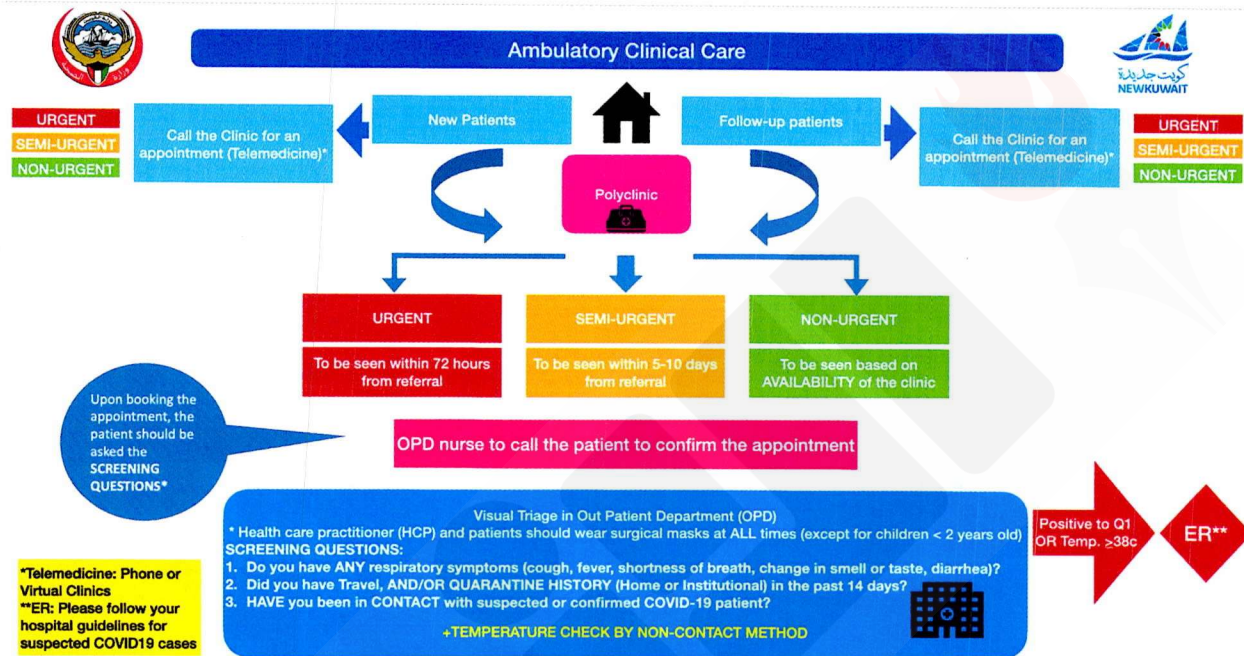 Ambulatory Clinical Care
كويت جديدة
NEWKUWAIT
URGENT
SEMI-URGENT
NON-URGENT
Call the Clinic for an
appointment (Telemedicine)*
New Patients
Follow-up patients
Call the Clinic for an
appointment (Telemedicine)*
URGENT
SEMI-URGENT
NON-URGENT
Polyclinic
URGENT
SEMI-URGENT
NON-URGENT
To be seen within 72 hours
from referral
To be seen within 5-10 days
from referral
To be seen based on
AVAILABILITY of the clinic
Upon booking the
appointment, the
patient should be
asked the
SCREENING
QUESTIONS*
OPD nurse to call the patient to confirm the appointment
Visual Triage in Out Patient Department (OPD)
* Health care practitioner (HCP) and patients should wear surgical masks at ALL times (except for children < 2 years old)
SCREENING QUESTIONS:
1. Do you have ANY respiratory symptoms (cough, fever, shortness of breath, change in smell or taste, diarrhea)?
2. Did you have Travel, AND/OR QUARANTINE HISTORY (Home or Institutional) in the past 14 days?
3. HAVE you been in CONTACT with suspected or confirmed COVID-19 patient?
+TEMPERATURE CHECK BY NON-CONTACT METHOD
Positive to Q1
OR Temp. ≥38c
ER**
*Telemedicine: Phone or
Virtual Clinics
**ER: Please follow your
hospital guidelines for
suspected COVID19 cases